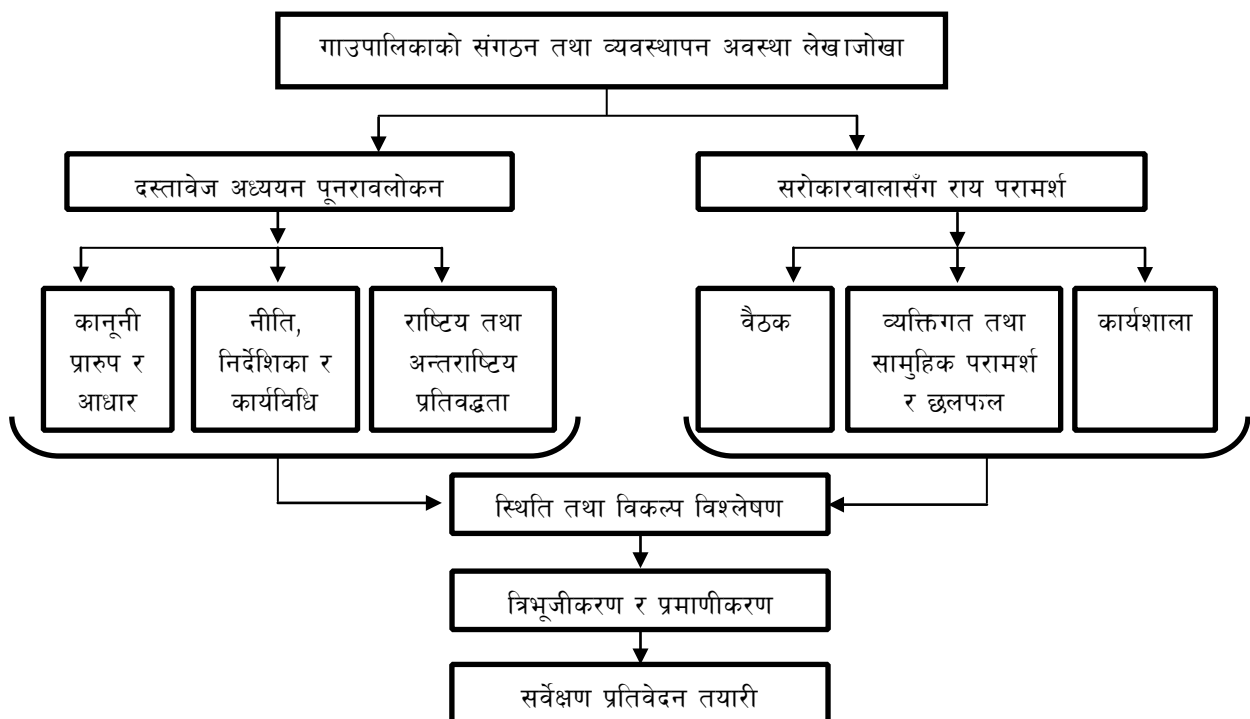 गाउपालिकाको संगठन तथा व्यवस्थापन अवस्था लेखाजोखा
दस्तावेज अध्ययन पूनरावलोकन
सरोकारवालासँग राय परामर्श
कानूनी
प्रारुप र
आधार
नीति,
निर्देशिका र
कार्यविधि
राष्टिय तथा
अन्तराष्टिय
प्रतिवद्धता
वैठक
व्यक्तिगत तथा
सामुहिक परामर्श
र छलफल
कार्यशाला
स्थिति तथा विकल्प विश्लेषण
त्रिभूजीकरण र प्रमाणीकरण
सर्वेक्षण प्रतिवेदन तयारी